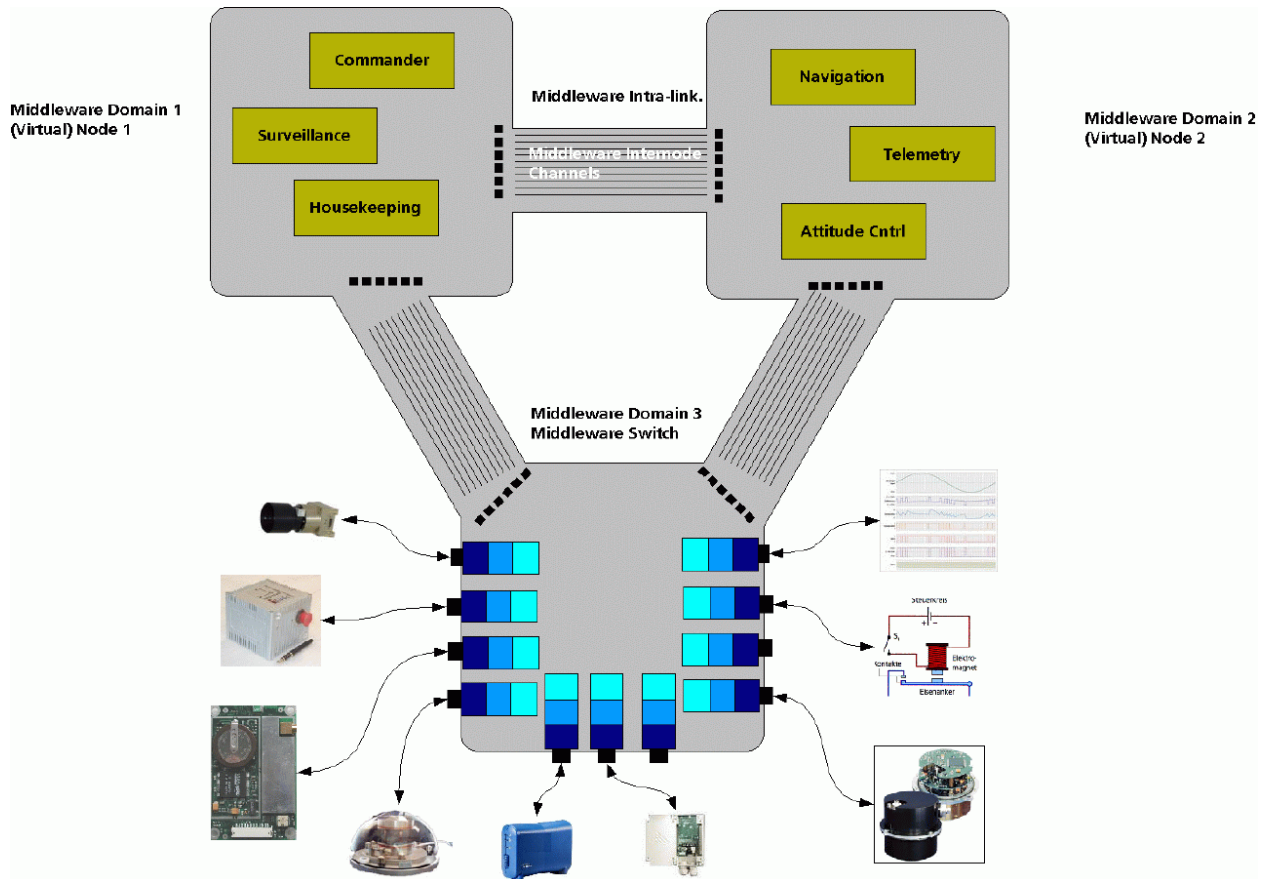 Commander
Navigation
Middleware Intra-link.
Middleware Domain 1
(Virtual) Node 1
Middleware Domain 2
(Virtual) Node 2
Surveillance
Middleware Internode
Channels
Telemetry
Housekeeping
Attitude Cntrl
Middleware Domain 3
Middleware Switch
Steuerkreis
+ −
S₁
Elektro-
magnet
Kontakte
Eisenanker